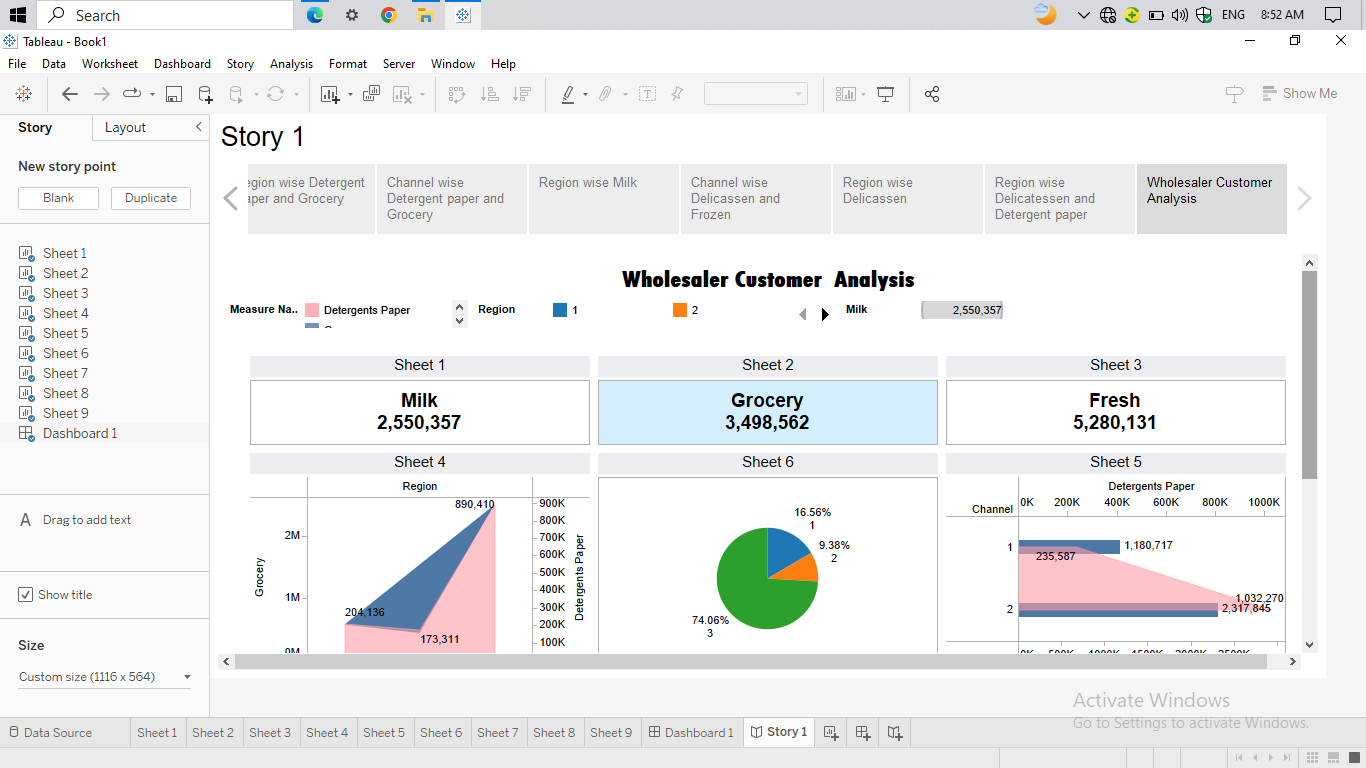 Search
ENG
8:52 AM
Tableau - Book1
File Data Worksheet Dashboard Story Analysis Format Server Window Help
Show Me
Story Layout
New story point
Blank Duplicate
Sheet 1
Sheet 2
Sheet 3
Sheet 4
Sheet 5
Sheet 6
Sheet 7
Sheet 8
Sheet 9
Dashboard 1
A Drag to add text
Show title
Size
Custom size (1116 x 564)
Story 1
egion wise Detergent
aper and Grocery
Channel wise
Detergent paper and
Grocery
Region wise Milk
Channel wise
Delicassen and
Frozen
Region wise
Delicassen
Region wise
Delicatessen and
Detergent paper
Wholesaler Customer
Analysis
Wholesaler Customer Analysis
Measure Na.. Detergents Paper
Region 1 2
Milk 2,550,357
Sheet 1
Milk
2,550,357
Sheet 2
Grocery
3,498,562
Sheet 3
Fresh
5,280,131
Sheet 4
Region
890,410
204,136
173,311
Grocery
2M
1M
0M
900K
800K
700K
600K
500K
400K
300K
200K
100K
Detergents Paper
Sheet 6
16.56%
1
9.38%
2
74.06%
3
Sheet 5
Detergents Paper
Channel 0K 200K 400K 600K 800K 1000K
1 1,180,717
235,587
1,032,270
2 2,317,845
0K 500K 1000K 1500K 2000K 2500K
Activate Windows
Go to Settings to activate Windows.
Data Source Sheet 1 Sheet 2 Sheet 3 Sheet 4 Sheet 5 Sheet 6 Sheet 7 Sheet 8 Sheet 9 Dashboard 1 Story 1